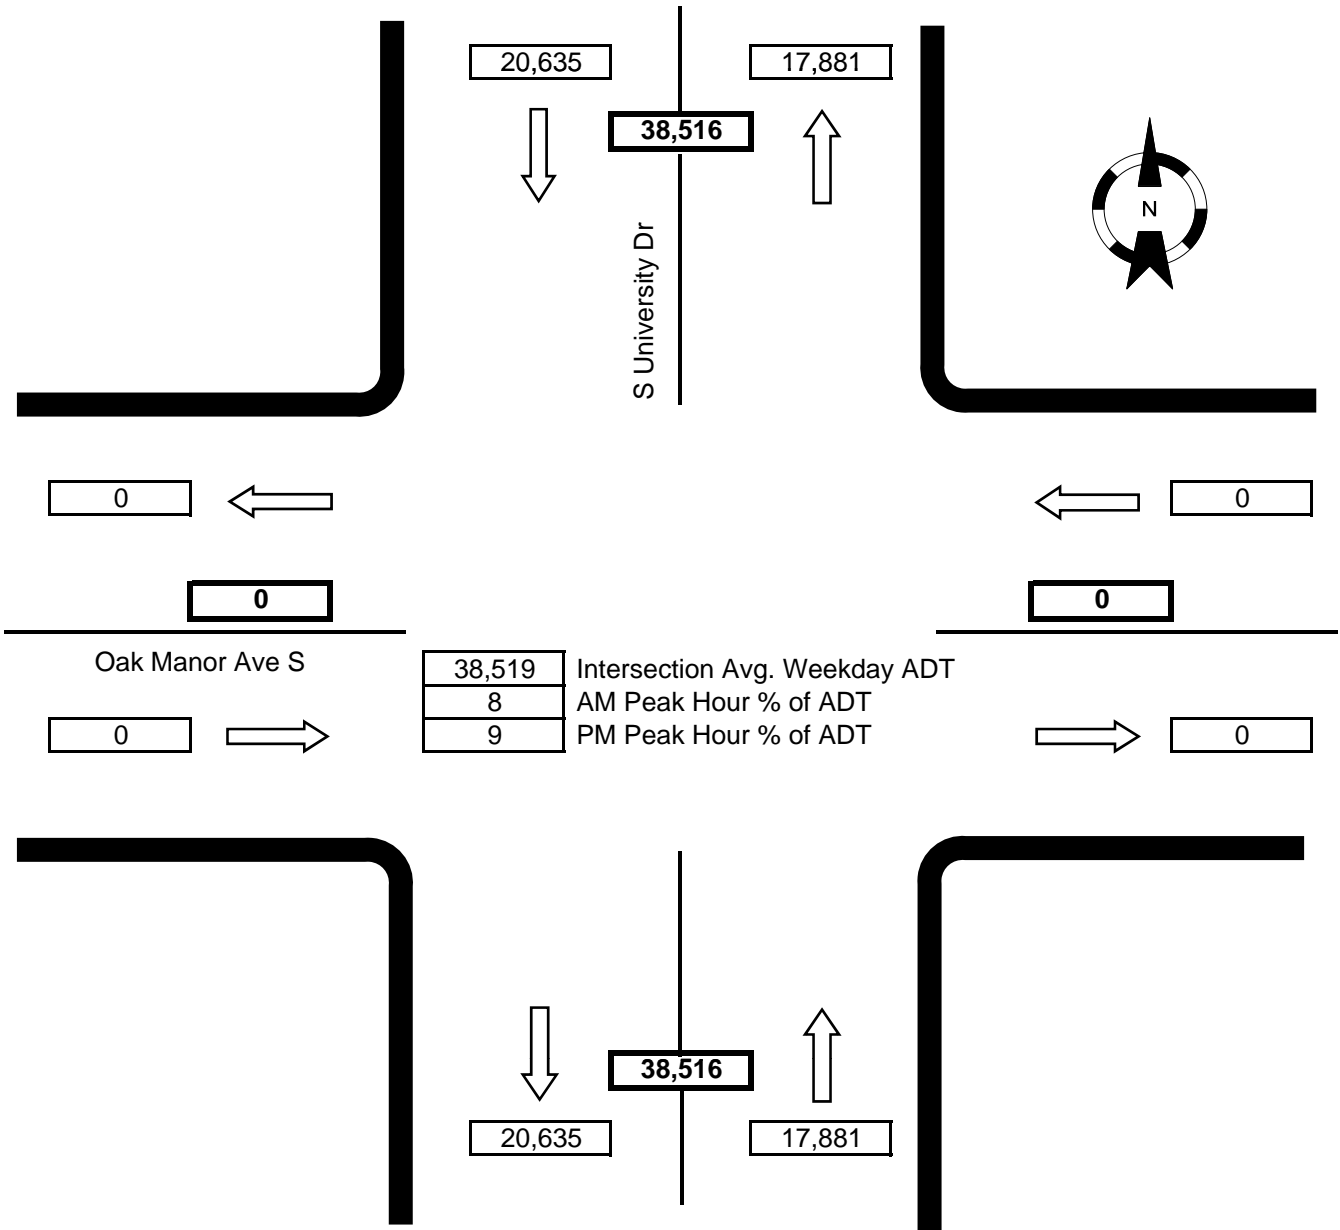 20,635
17,881
38,516
S University Dr
N
0
0
0
0
Oak Manor Ave S
38,519 Intersection Avg. Weekday ADT
8 AM Peak Hour % of ADT
9 PM Peak Hour % of ADT
0
0
38,516
20,635
17,881